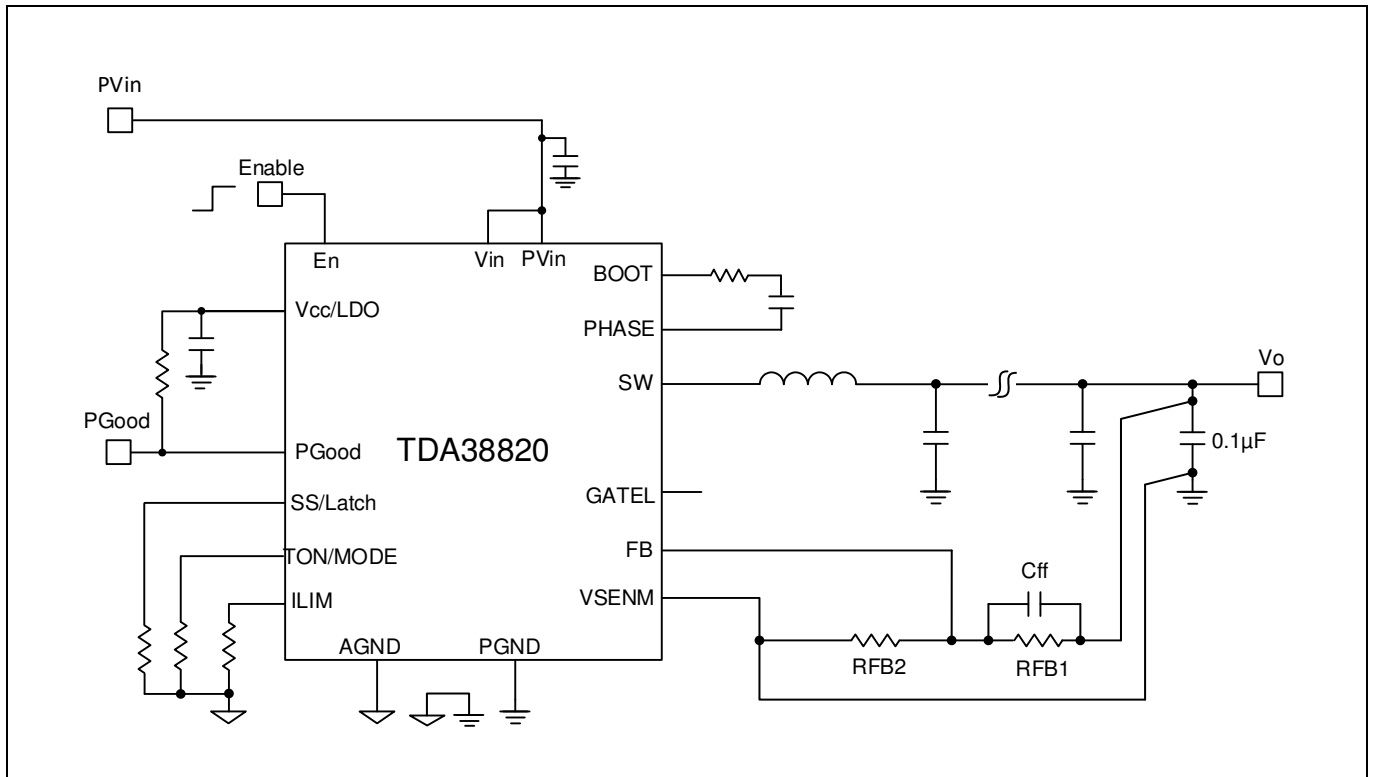 PVin
Enable
En
Vin
PVin
BOOT
Vcc/LDO
PHASE
SW
Vo
PGood
PGood
TDA38820
0.1µF
SS/Latch
GATEL
TON/MODE
FB
Cff
ILIM
VSENM
AGND
PGND
RFB2
RFB1